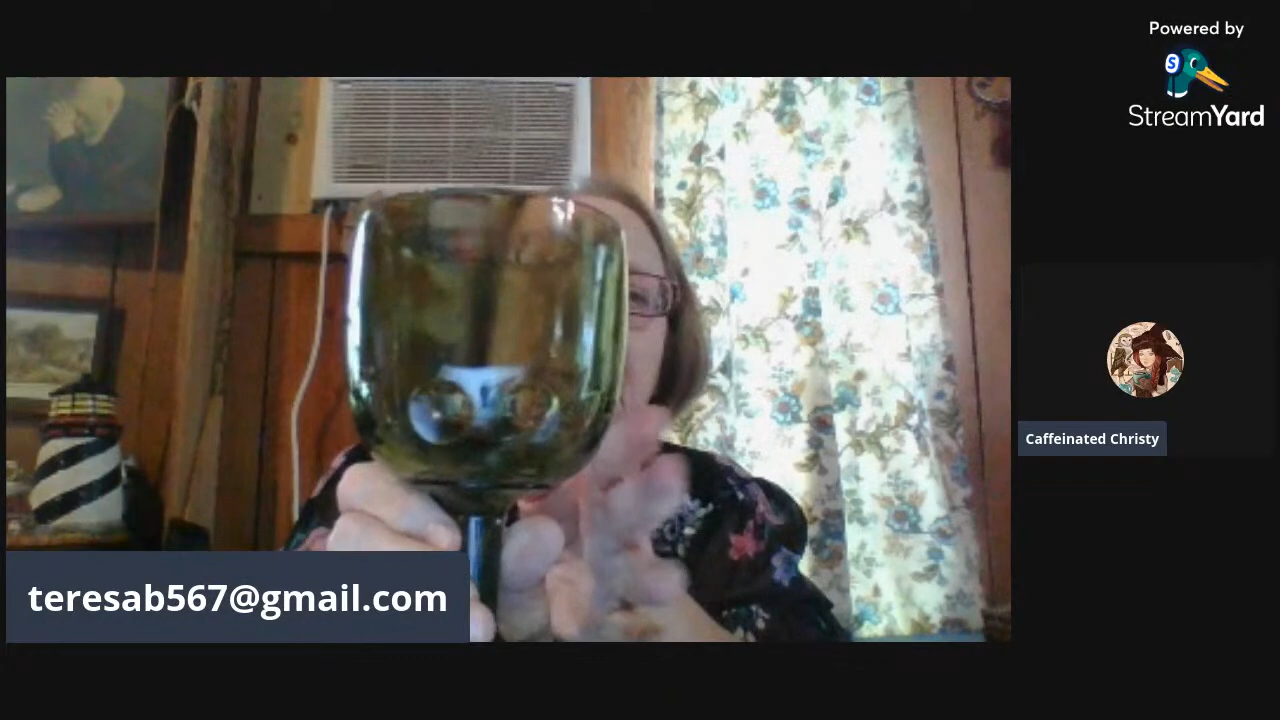 Powered by
S
StreamYard
Caffeinated Christy
teresab567@gmail.com